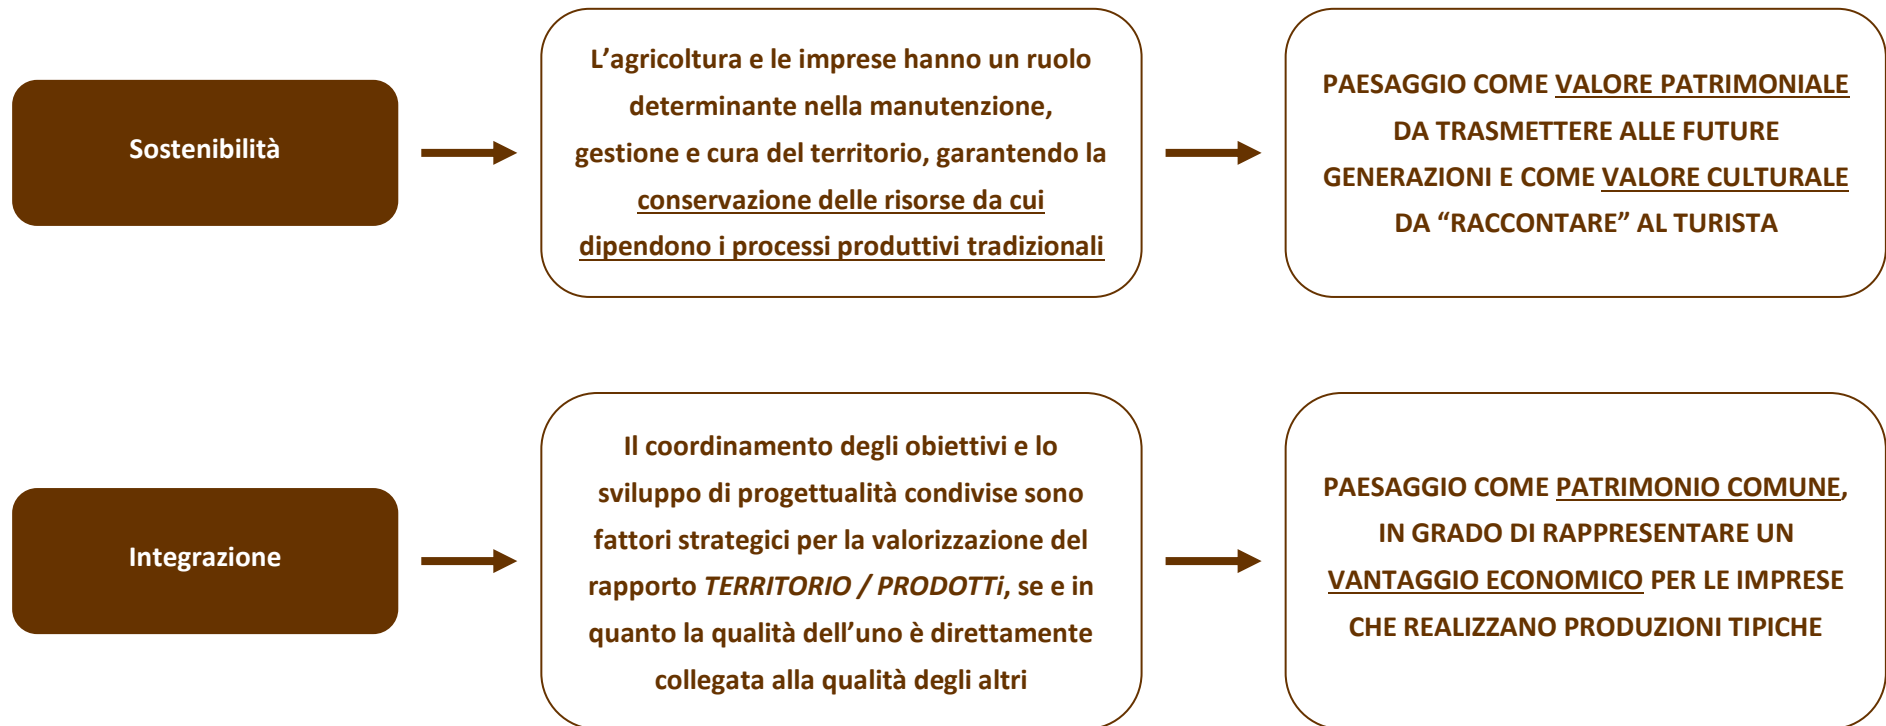 Sostenibilità
L’agricoltura e le imprese hanno un ruolo
determinante nella manutenzione,
gestione e cura del territorio, garantendo la
conservazione delle risorse da cui
dipendono i processi produttivi tradizionali
PAESAGGIO COME VALORE PATRIMONIALE
DA TRASMETTERE ALLE FUTURE
GENERAZIONI E COME VALORE CULTURALE
DA “RACCONTARE” AL TURISTA
Integrazione
Il coordinamento degli obiettivi e lo
sviluppo di progettualità condivise sono
fattori strategici per la valorizzazione del
rapporto TERRITORIO / PRODOTTi, se e in
quanto la qualità dell’uno è direttamente
collegata alla qualità degli altri
PAESAGGIO COME PATRIMONIO COMUNE,
IN GRADO DI RAPPRESENTARE UN
VANTAGGIO ECONOMICO PER LE IMPRESE
CHE REALIZZANO PRODUZIONI TIPICHE